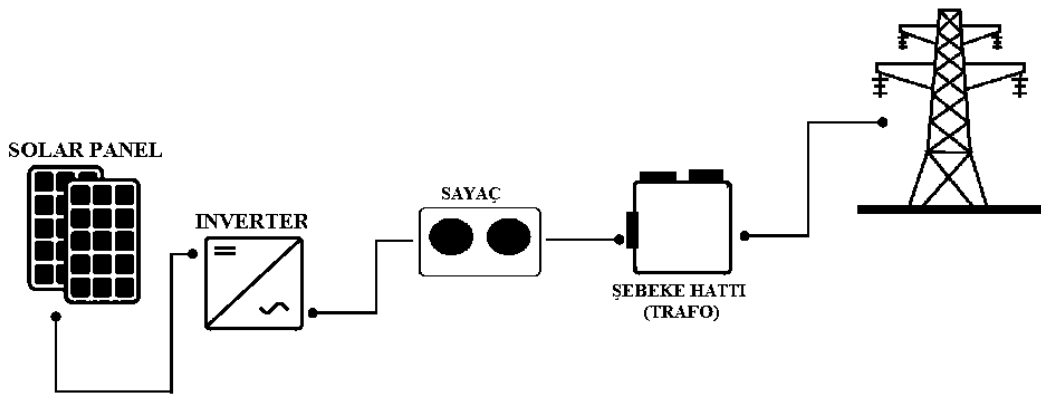 SOLAR PANEL
INVERTER
SAYAÇ
ŞEBEKE HATTI
(TRAFO)